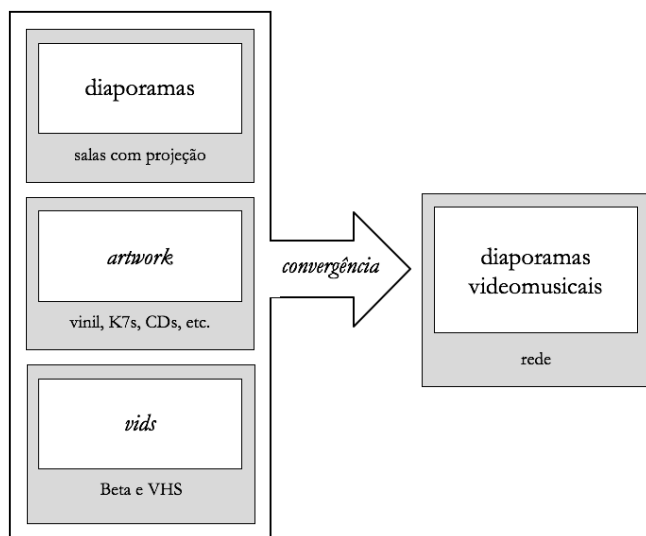 diaporamas
salas com projeção
artwork
vinil, K7s, CDs, etc.
vids
Beta e VHS
convergência
diaporamas
videomusicais
rede